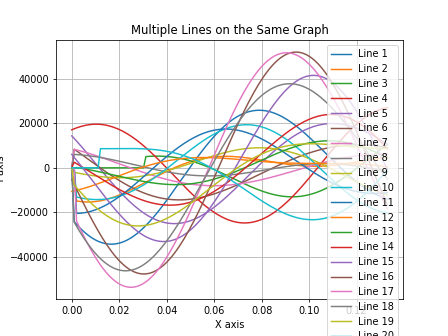 Multiple Lines on the Same Graph
40000
20000
0
−20000
−40000
0.00
0.02
0.04
0.06
0.08
0.10
X axis
Line 1
Line 2
Line 3
Line 4
Line 5
Line 6
Line 7
Line 8
Line 9
Line 10
Line 11
Line 12
Line 13
Line 14
Line 15
Line 16
Line 17
Line 18
Line 19
Line 20